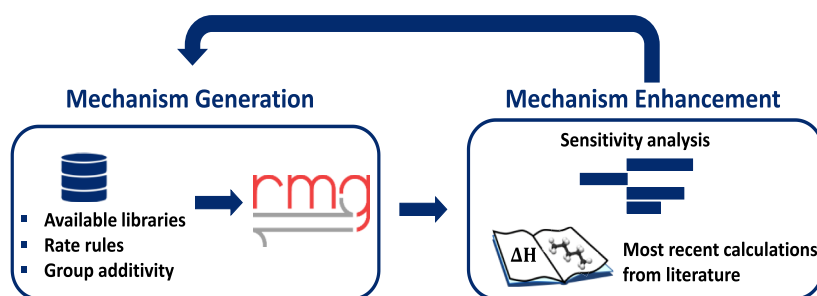 Mechanism Generation
Available libraries
Rate rules
Group additivity
rmg
Mechanism Enhancement
Sensitivity analysis
ΔH
Most recent calculations
from literature